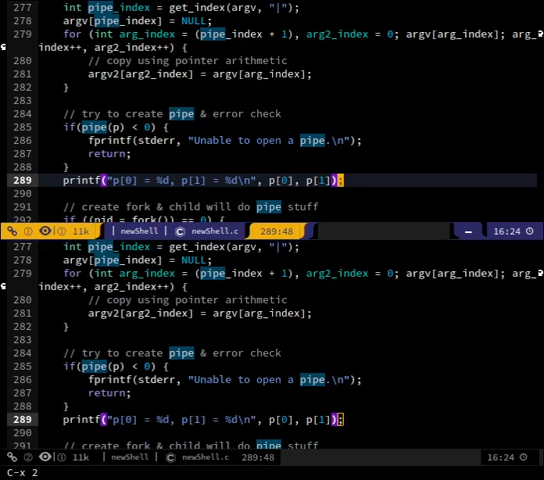 277 int pipe_index = get_index(argv, "|");
278 argv[pipe_index] = NULL;
279 for (int arg_index = (pipe_index + 1), arg2_index = 0; argv[arg_index]; arg_
index++, arg2_index++) {
280 // copy using pointer arithmetic
281 argv2[arg2_index] = argv[arg_index];
282 }
283
284 // try to create pipe & error check
285 if(pipe(p) < 0) {
286 fprintf(stderr, "Unable to open a pipe.\n");
287 return;
288 }
289 printf("p[0] = %d, p[1] = %d\n", p[0], p[1]);
290
291 // create fork & child will do pipe stuff
292 if ((pid = fork()) == 0) {
11k | newShell | C newShell.c 289:48 16:24
277 int pipe_index = get_index(argv, "|");
278 argv[pipe_index] = NULL;
279 for (int arg_index = (pipe_index + 1), arg2_index = 0; argv[arg_index]; arg_
index++, arg2_index++) {
280 // copy using pointer arithmetic
281 argv2[arg2_index] = argv[arg_index];
282 }
283
284 // try to create pipe & error check
285 if(pipe(p) < 0) {
286 fprintf(stderr, "Unable to open a pipe.\n");
287 return;
288 }
289 printf("p[0] = %d, p[1] = %d\n", p[0], p[1]);
290
291 // create fork & child will do pipe stuff
11k | newShell | C newShell.c 289:48 16:24
C-x 2